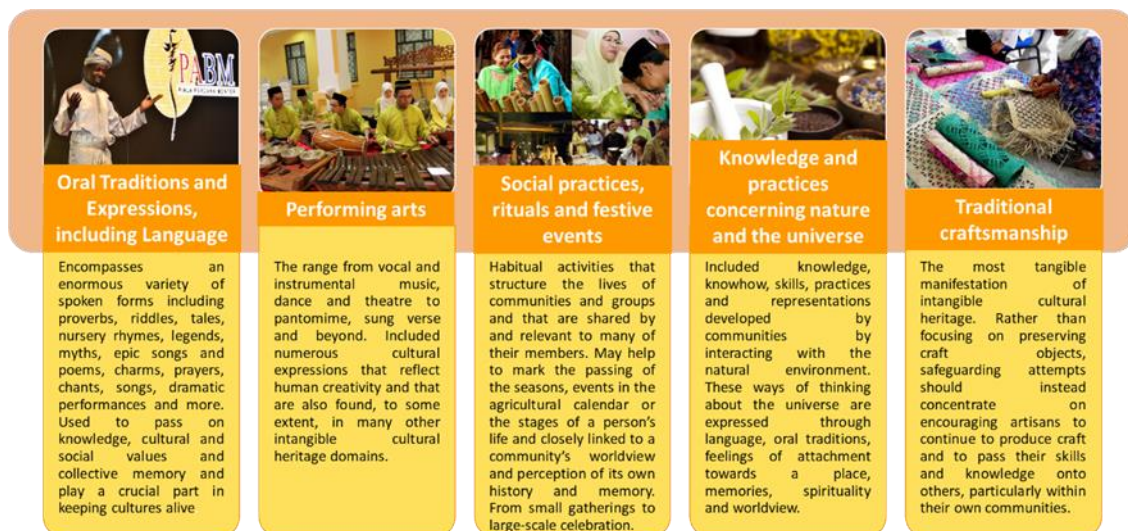 PABM
Oral Traditions and
Expressions,
including Language
Encompasses an
enormous variety of
spoken forms including
proverbs, riddles, tales,
nursery rhymes, legends,
myths, epic songs and
poems, charms, prayers,
chants, songs, dramatic
performances and more.
Used to pass on
knowledge, cultural and
social values and
collective memory and
play a crucial part in
keeping cultures alive
Performing arts
The range from vocal and
instrumental music,
dance and theatre to
pantomime, sung verse
and beyond. Included
numerous cultural
expressions that reflect
human creativity and that
are also found, to some
extent, in many other
intangible cultural
heritage domains.
Social practices,
rituals and festive
events
Habitual activities that
structure the lives of
communities and groups
and that are shared by
and relevant to many of
their members. May help
to mark the passing of
the seasons, events in the
agricultural calendar or
the stages of a person's
life and closely linked to a
community's worldview
and perception of its own
history and memory.
From small gatherings to
large-scale celebration.
Knowledge and
practices
concerning nature
and the universe
Included knowledge,
knowhow, skills, practices
and representations
developed by
communities by
interacting with the
natural environment.
These ways of thinking
about the universe are
expressed through
language, oral traditions,
feelings of attachment
towards a place,
memories, spirituality
and worldview.
Traditional
craftsmanship
The most tangible
manifestation of
intangible cultural
heritage. Rather than
focusing on preserving
craft objects,
safeguarding attempts
should instead
concentrate on
encouraging artisans to
continue to produce craft
and to pass their skills
and knowledge onto
others, particularly within
their own communities.